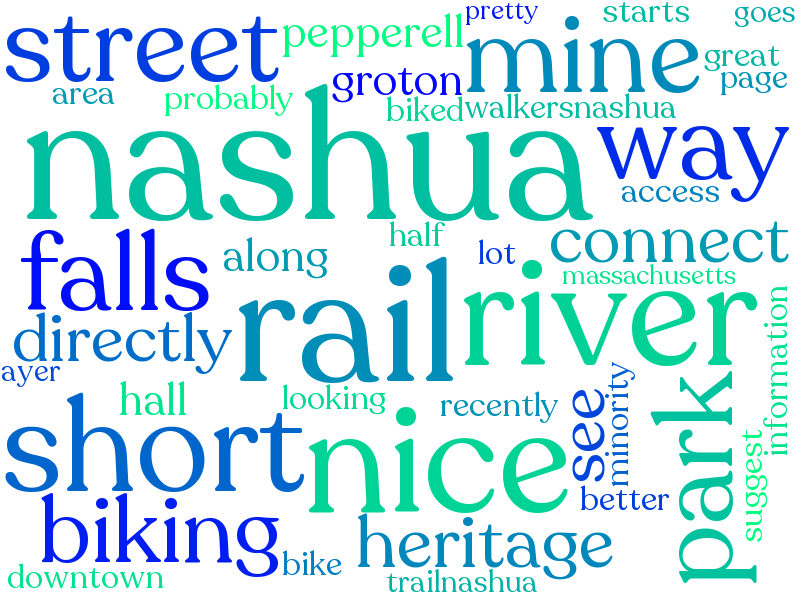 pretty
starts
goes
street
pepperell
mine
great
groton
page
area
probably
biked
walkersnashua
nashua
way
access
half
falls
along
lot
connect
massachusetts
rail
river
directly
information
ayer
minority
park
hall
looking
recently
see
short
nice
suggest
better
biking
heritage
bike
downtown
trailnashua